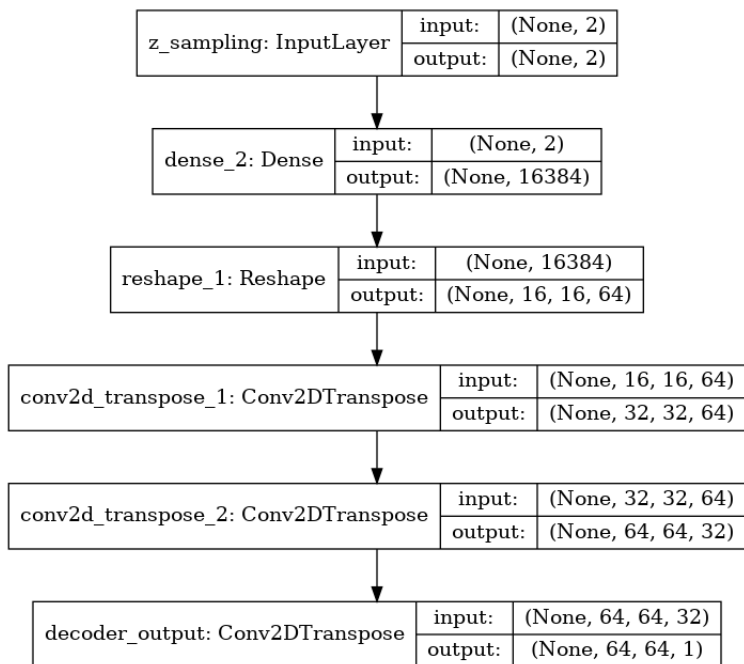 z_sampling: InputLayer
input: (None, 2)
output: (None, 2)
dense_2: Dense
input: (None, 2)
output: (None, 16384)
reshape_1: Reshape
input: (None, 16384)
output: (None, 16, 16, 64)
conv2d_transpose_1: Conv2DTranspose
input: (None, 16, 16, 64)
output: (None, 32, 32, 64)
conv2d_transpose_2: Conv2DTranspose
input: (None, 32, 32, 64)
output: (None, 64, 64, 32)
decoder_output: Conv2DTranspose
input: (None, 64, 64, 32)
output: (None, 64, 64, 1)